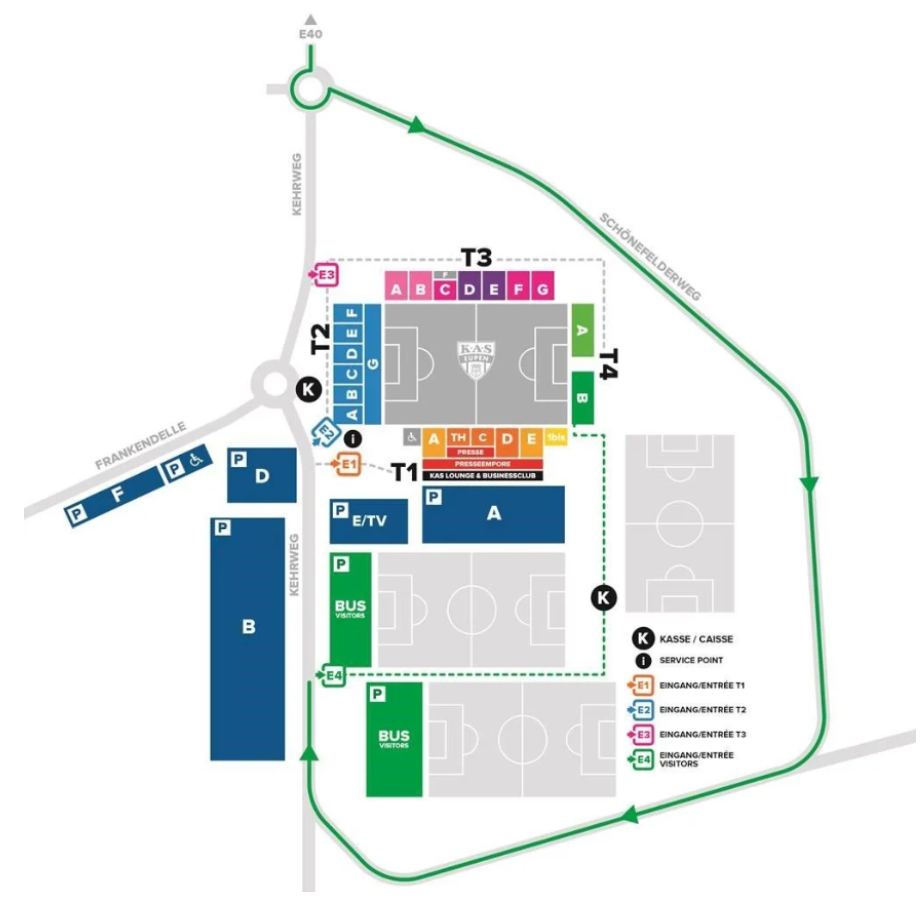 E40
KEHRWEG
SCHÖNEFELDERWEG
T3
E3
A B C D E F G
P
T2
F
E
D
C
B
A
G
K·A·S
EUPEN
A
T4
B
K
E2
i
E1
T1
A TH C D E 1bis
PRESSE
PRESSEEMPORE
KAS LOUNGE & BUSINESSCLUB
FRANKENDELLE
P F P
P D
P E/TV
P A
P
B
KEHRWEG
P
BUS
VISITORS
K
E4
P
BUS
VISITORS
K KASSE / CAISSE
i SERVICE POINT
E1 EINGANG/ENTRÉE T1
E2 EINGANG/ENTRÉE T2
E3 EINGANG/ENTRÉE T3
E4 EINGANG/ENTRÉE
VISITORS